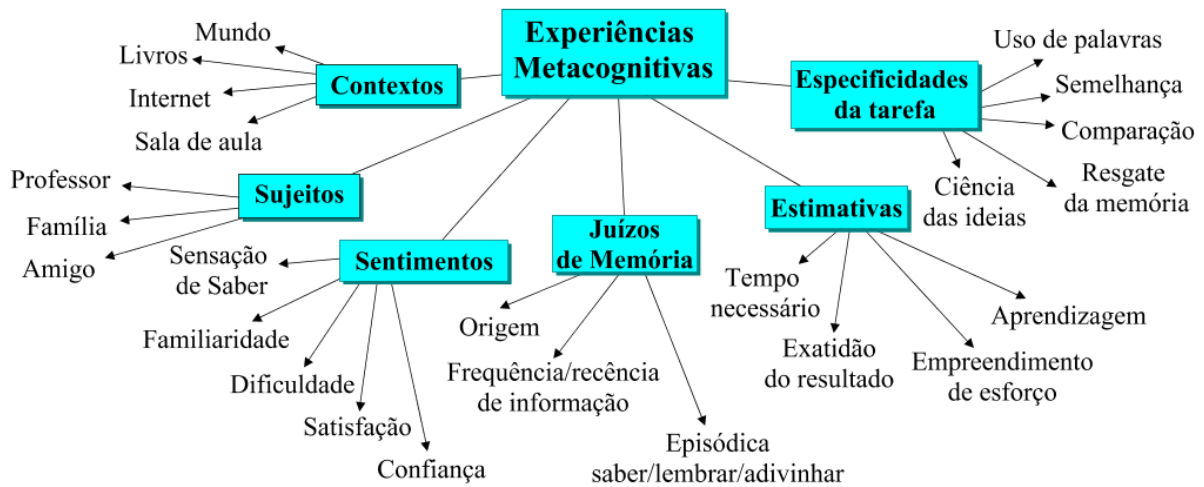 Experiências
Metacognitivas
Contextos
Mundo
Livros
Internet
Sala de aula
Sujeitos
Professor
Família
Amigo
Sentimentos
Sensação
de Saber
Familiaridade
Dificuldade
Satisfação
Confiança
Juízos
de Memória
Origem
Frequência/recência
de informação
Episódica
saber/lembrar/adivinhar
Estimativas
Tempo
necessário
Exatidão
do resultado
Empreendimento
de esforço
Aprendizagem
Especificidades
da tarefa
Uso de palavras
Semelhança
Comparação
Resgate
da memória
Ciência
das ideias